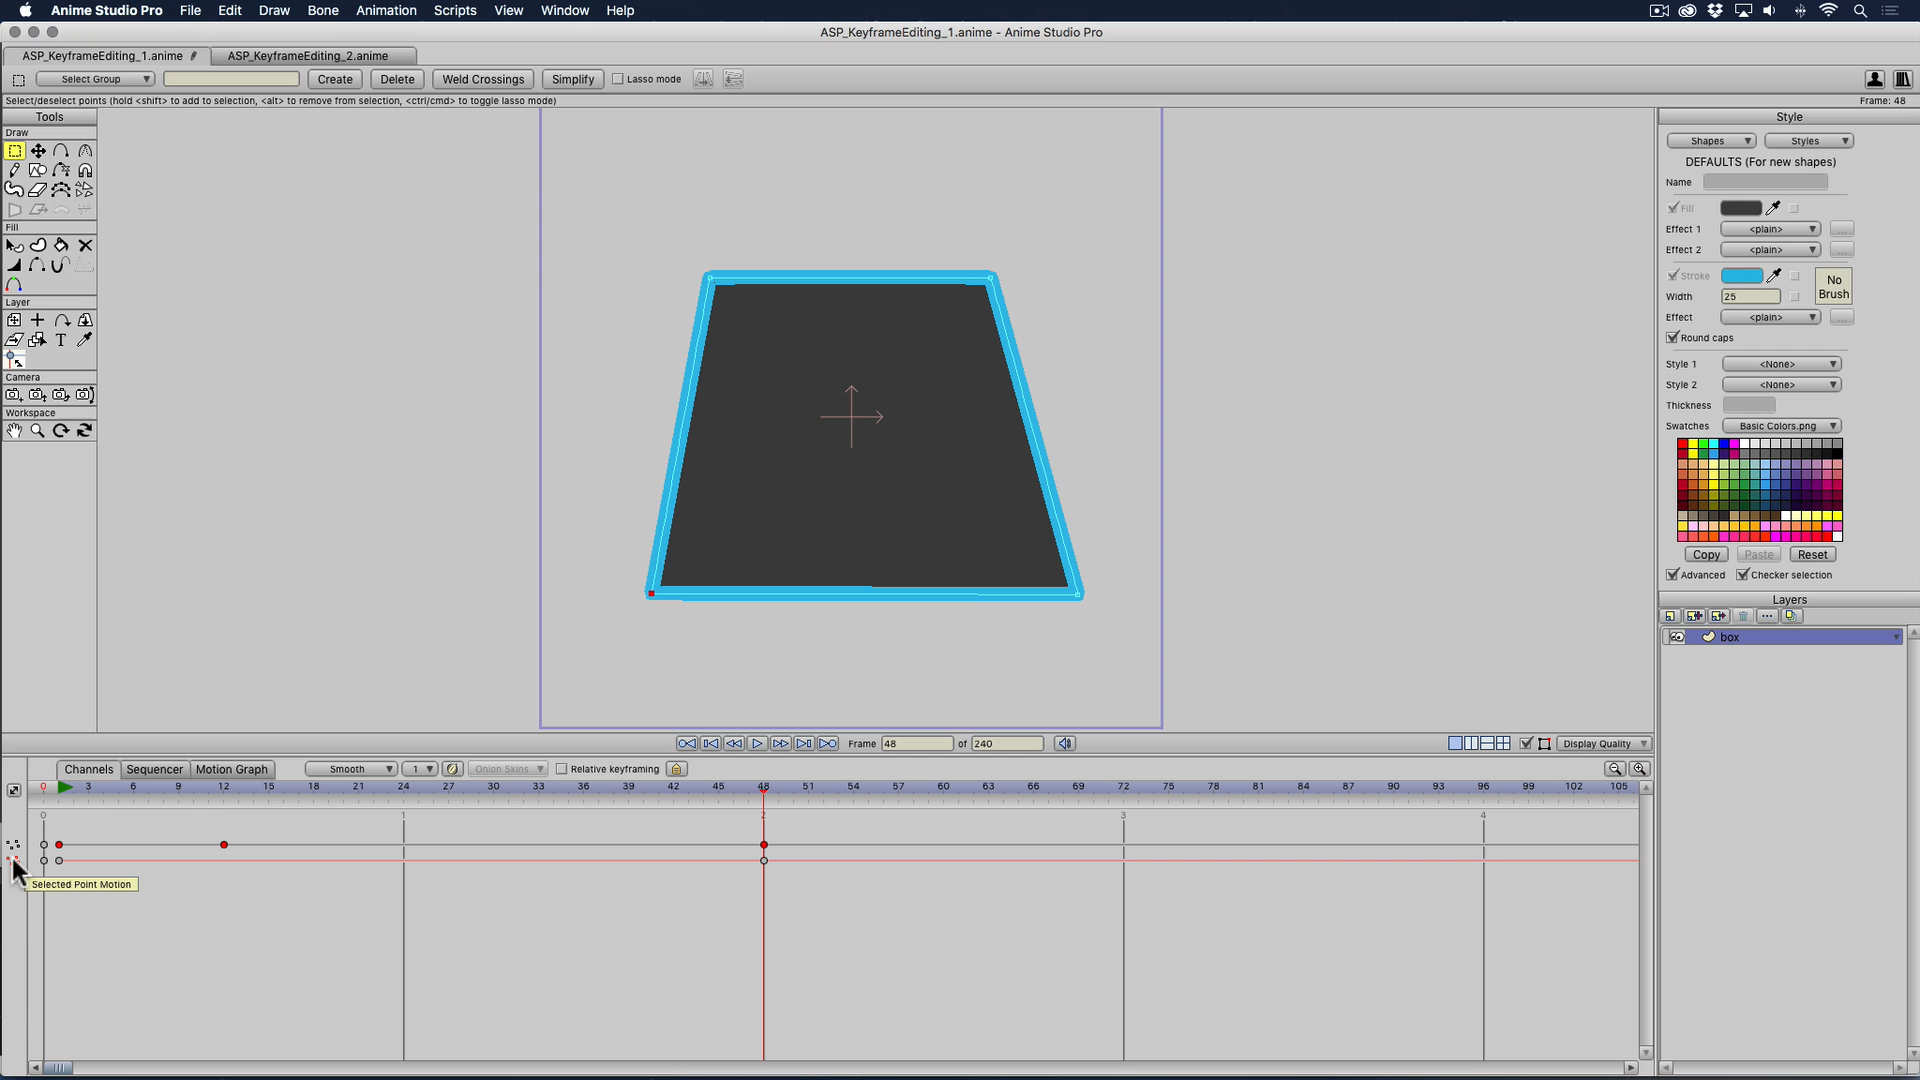 Anime Studio Pro File Edit Draw Bone Animation Scripts View Window Help
ASP_KeyframeEditing_1.anime - Anime Studio Pro
ASP_KeyframeEditing_1.anime ASP_KeyframeEditing_2.anime
Select Group Create Delete Weld Crossings Simplify Lasso mode
Select/deselect points (hold <shift> to add to selection, <alt> to remove from selection, <ctrl/cmd> to toggle lasso mode) Frame: 48
Tools
Draw
Fill
Layer
T
Camera
Workspace
Style
Shapes Styles
DEFAULTS (For new shapes)
Name
Fill
Effect 1 <plain> ...
Effect 2 <plain> ...
Stroke
No Brush
Width 25
Effect <plain> ...
Round caps
Style 1 <None>
Style 2 <None>
Thickness
Swatches Basic Colors.png
Copy Paste Reset
Advanced Checker selection
Layers
box
Frame 48 of 240 Display Quality
Channels Sequencer Motion Graph Smooth 1 Onion Skins Relative keyframing
0 3 6 9 12 15 18 21 24 27 30 33 36 39 42 45 48 51 54 57 60 63 66 69 72 75 78 81 84 87 90 93 96 99 102 105
0 1 2 3 4
Selected Point Motion